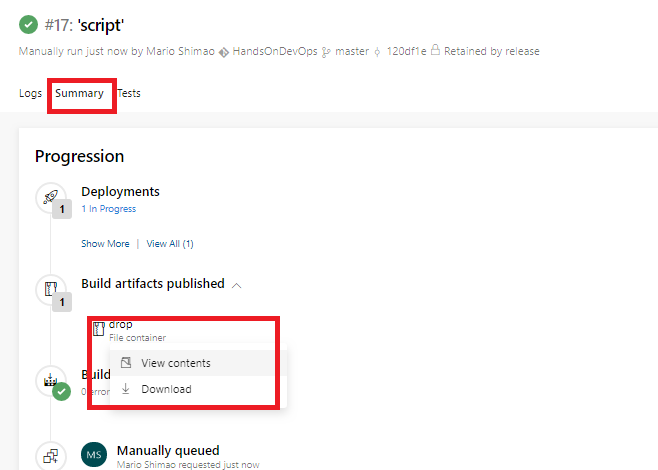 #17: 'script'
Manually run just now by Mario Shimao HandsOnDevOps master 120df1e Retained by release
Logs Summary Tests
Progression
Deployments
1
1 In Progress
Show More | View All (1)
Build artifacts published
1
drop
File container
View contents
Buil
0 error
Download
MS Manually queued
Mario Shimao requested just now